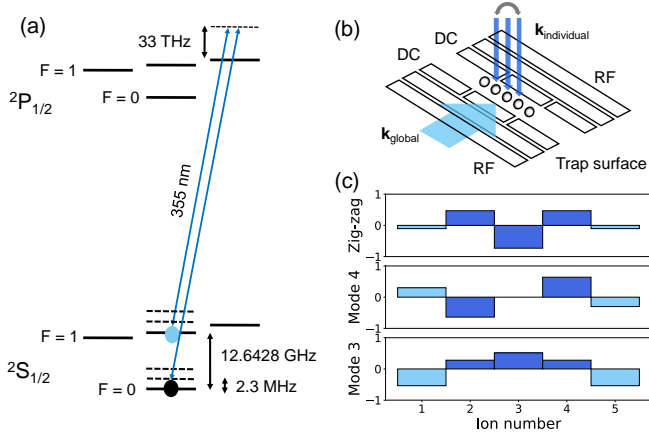 (a)
33 THz
F = 1
²P₁/₂
F = 0
355 nm
F = 1
12.6428 GHz
²S₁/₂
F = 0
2.3 MHz
(b)
k_individual
DC
DC
RF
k_global
RF
Trap surface
(c)
1
0
−1
Zig-zag
1
0
−1
Mode 4
1
0
−1
Mode 3
1 2 3 4 5
Ion number